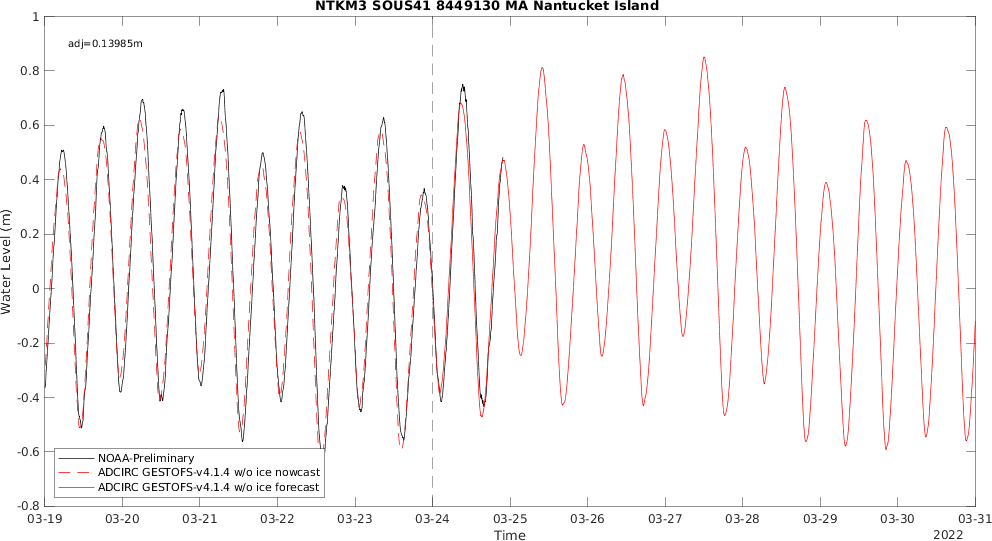 NTKM3 SOUS41 8449130 MA Nantucket Island
1
adj=0.13985m
0.8
0.6
0.4
0.2
0
-0.2
-0.4
-0.6
-0.8
Water Level (m)
NOAA-Preliminary
ADCIRC GESTOFS-v4.1.4 w/o ice nowcast
ADCIRC GESTOFS-v4.1.4 w/o ice forecast
03-19 03-20 03-21 03-22 03-23 03-24 03-25 03-26 03-27 03-28 03-29 03-30 03-31
Time
2022